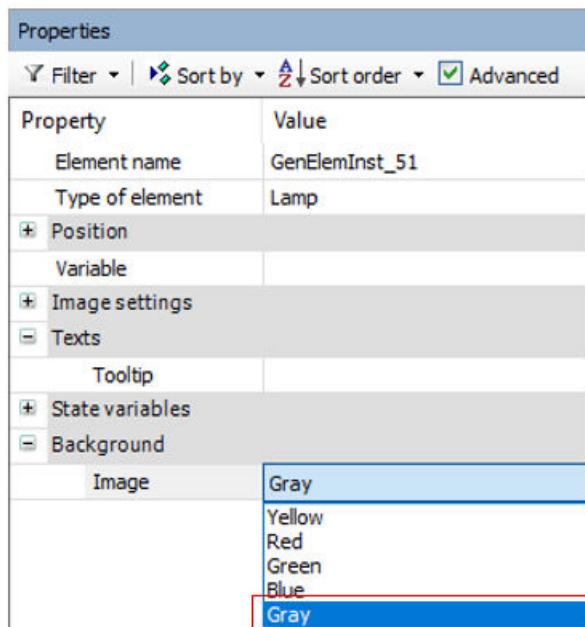 Properties
Filter Sort by AZ Sort order Advanced
Property Value
Element name GenElemInst_51
Type of element Lamp
Position
Variable
Image settings
Texts
Tooltip
State variables
Background
Image Gray
Yellow
Red
Green
Blue
Gray